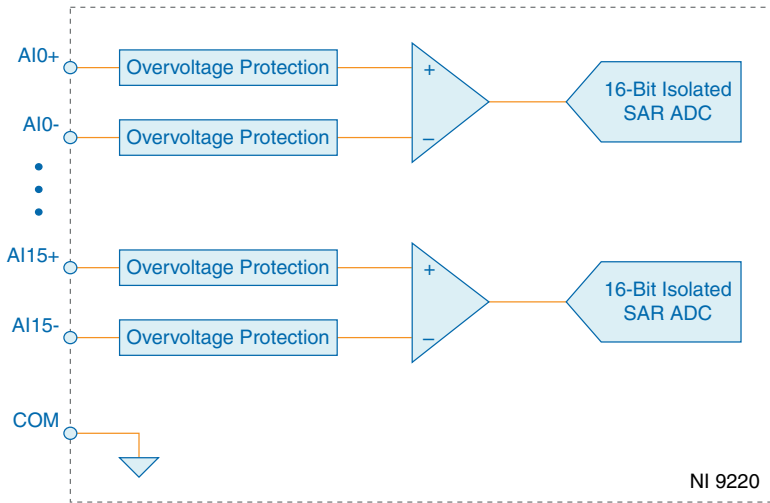 AI0+
Overvoltage Protection
+
16-Bit Isolated
SAR ADC
AI0-
Overvoltage Protection
–
AI15+
Overvoltage Protection
+
16-Bit Isolated
SAR ADC
AI15-
Overvoltage Protection
–
COM
NI 9220